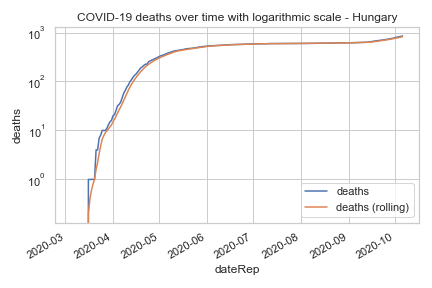 COVID-19 deaths over time with logarithmic scale - Hungary
10³
10²
10¹
10⁰
deaths
deaths
deaths (rolling)
2020-03
2020-04
2020-05
2020-06
2020-07
2020-08
2020-09
2020-10
dateRep